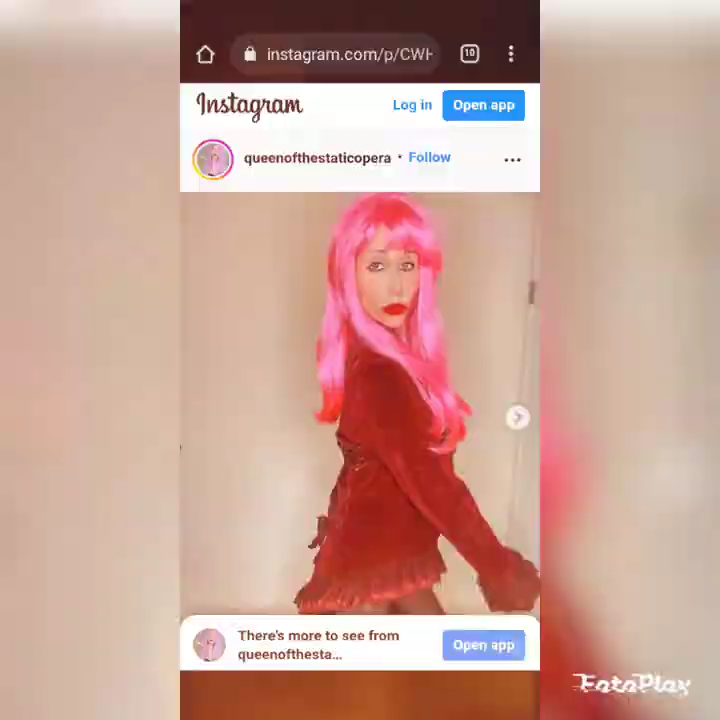 instagram.com/p/CWH
10
Instagram
Log in
Open app
queenofthestaticopera • Follow
There's more to see from
queenofthesta...
Open app
FotoPlay